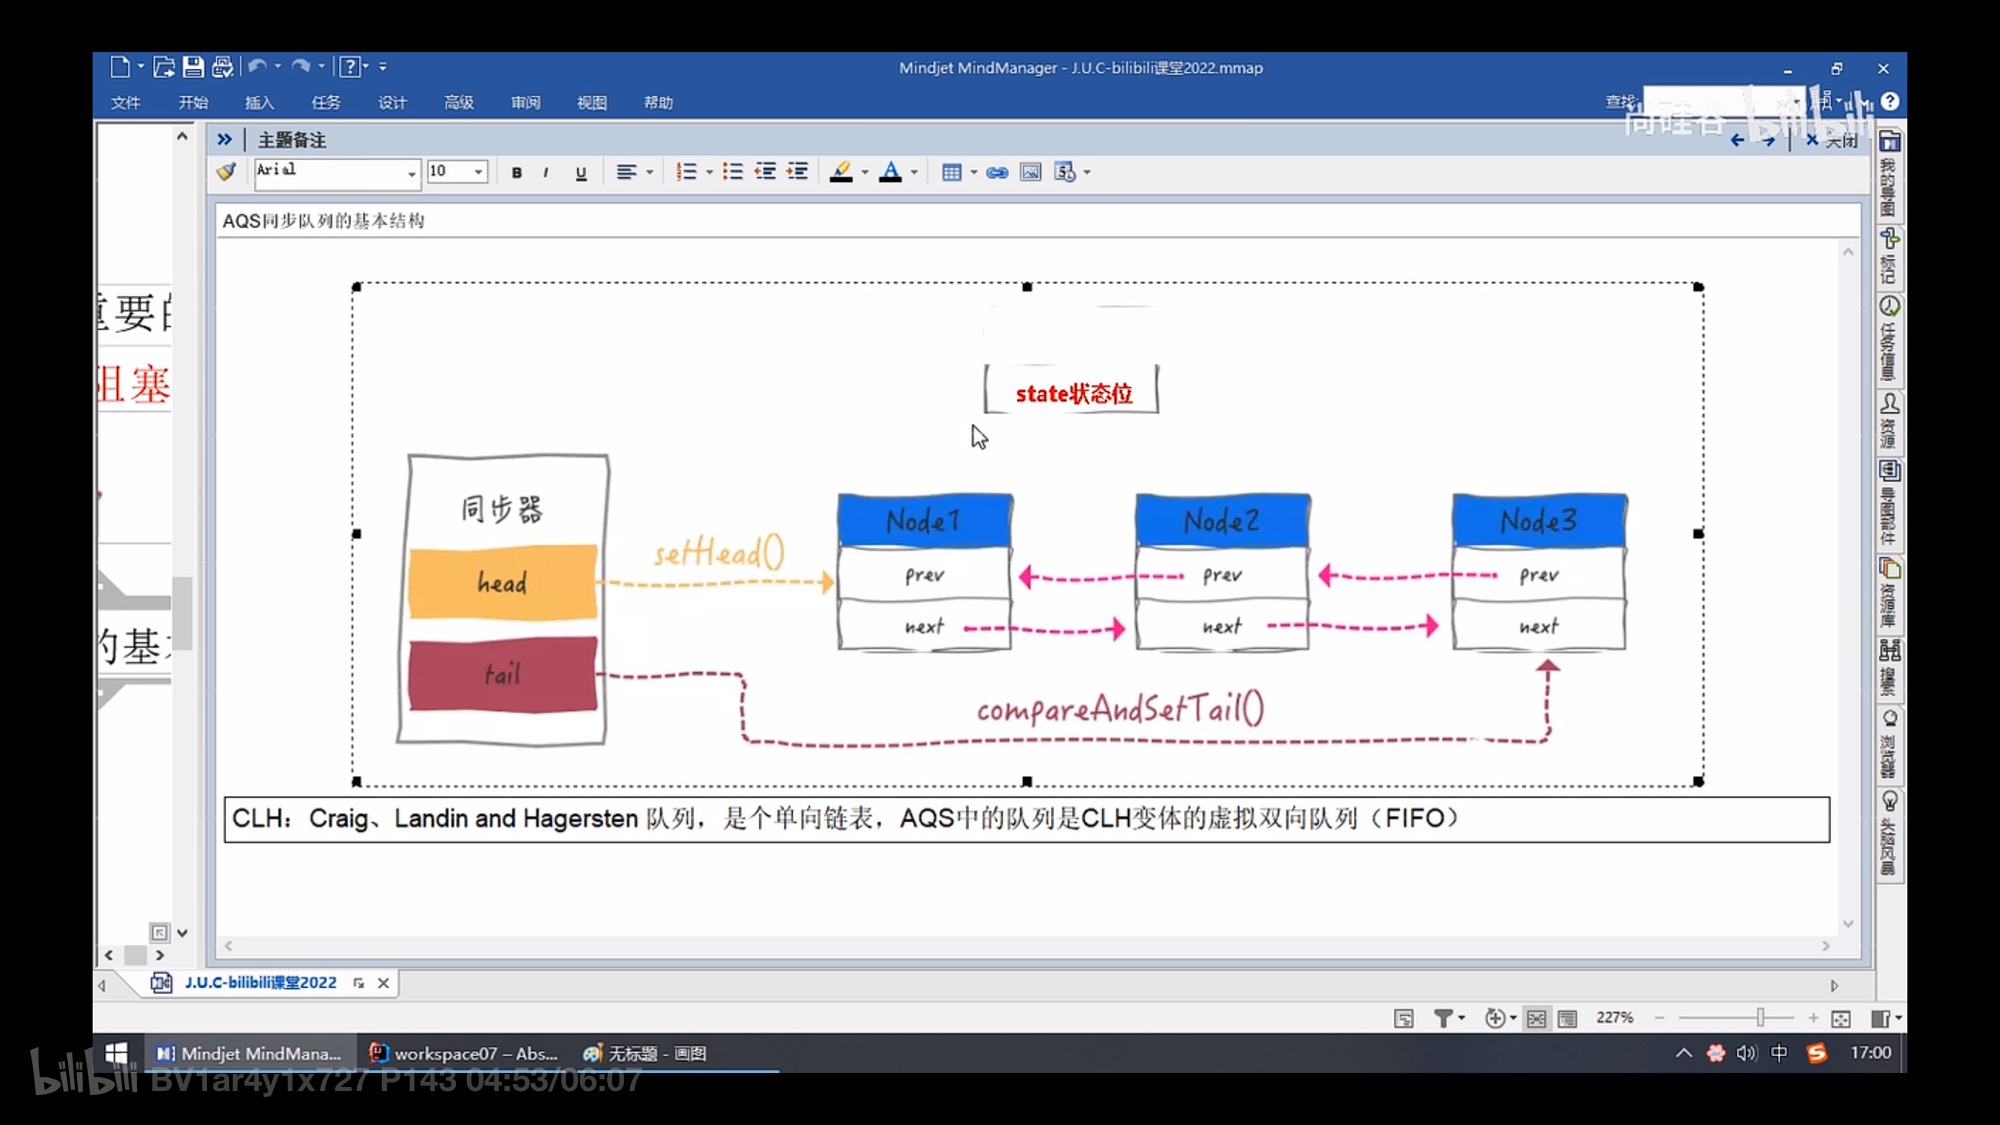 Mindjet MindManager - J.U.C-bilibili课堂2022.mmap
文件 开始 插入 任务 设计 高级 审阅 视图 帮助
查找:
尚硅谷 bilibili
主题备注
关闭
Arial 10 B I U A
AQS同步队列的基本结构
重要的
阻塞
的基本
state状态位
同步器
head
tail
setHead()
Node1
prev
next
Node2
prev
next
Node3
prev
next
compareAndSetTail()
CLH：Craig、Landin and Hagersten 队列，是个单向链表，AQS中的队列是CLH变体的虚拟双向队列（FIFO）
我的导图
标记
任务信息
资源
导图部件
资源库
搜索
浏览器
头脑风暴
J.U.C-bilibili课堂2022
227%
Mindjet MindMana...
workspace07 – Abs...
无标题 - 画图
中
17:00
bilibili BV1ar4y1x727 P143 04:53/06:07